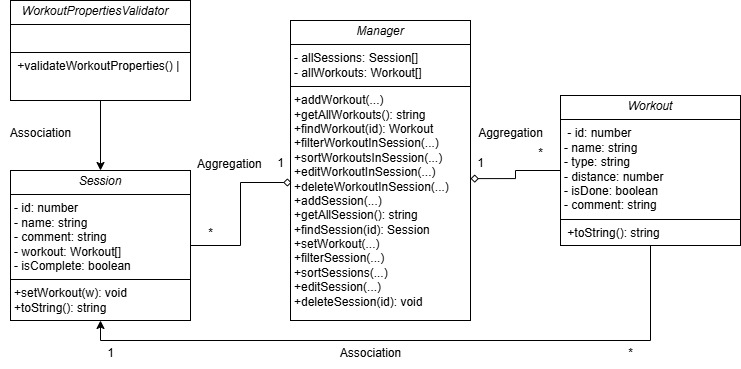 WorkoutPropertiesValidator
+validateWorkoutProperties() |
Association
Session
- id: number
- name: string
- comment: string
- workout: Workout[]
- isComplete: boolean
+setWorkout(w): void
+toString(): string
Aggregation
1
*
Manager
- allSessions: Session[]
- allWorkouts: Workout[]
+addWorkout(...)
+getAllWorkouts(): string
+findWorkout(id): Workout
+filterWorkoutInSession(...)
+sortWorkoutsInSession(...)
+editWorkoutInSession(...)
+deleteWorkoutInSession(...)
+addSession(...)
+getAllSession(): string
+findSession(id): Session
+setWorkout(...)
+filterSession(...)
+sortSessions(...)
+editSession(...)
+deleteSession(id): void
Aggregation
*
1
Workout
- id: number
- name: string
- type: string
- distance: number
- isDone: boolean
- comment: string
+toString(): string
1
Association
*